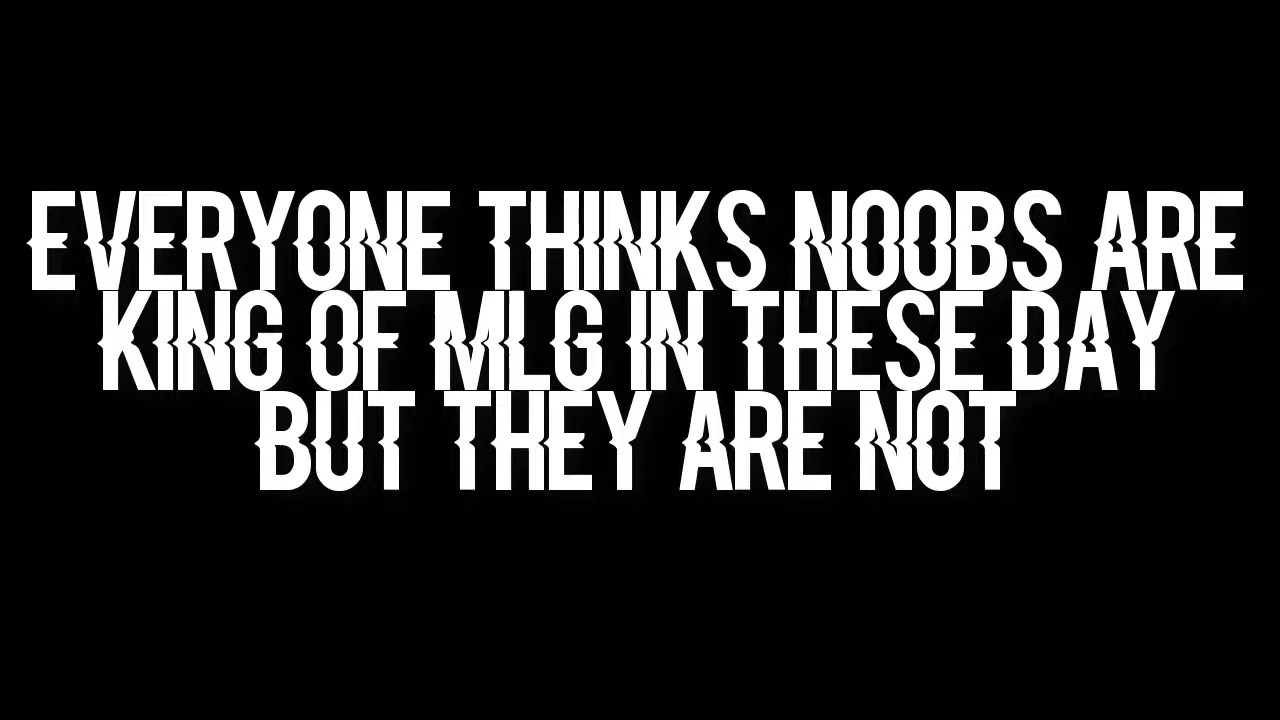 EVERYONE THINKS NOOBS ARE
KING OF MLG IN THESE DAY
BUT THEY ARE NOT